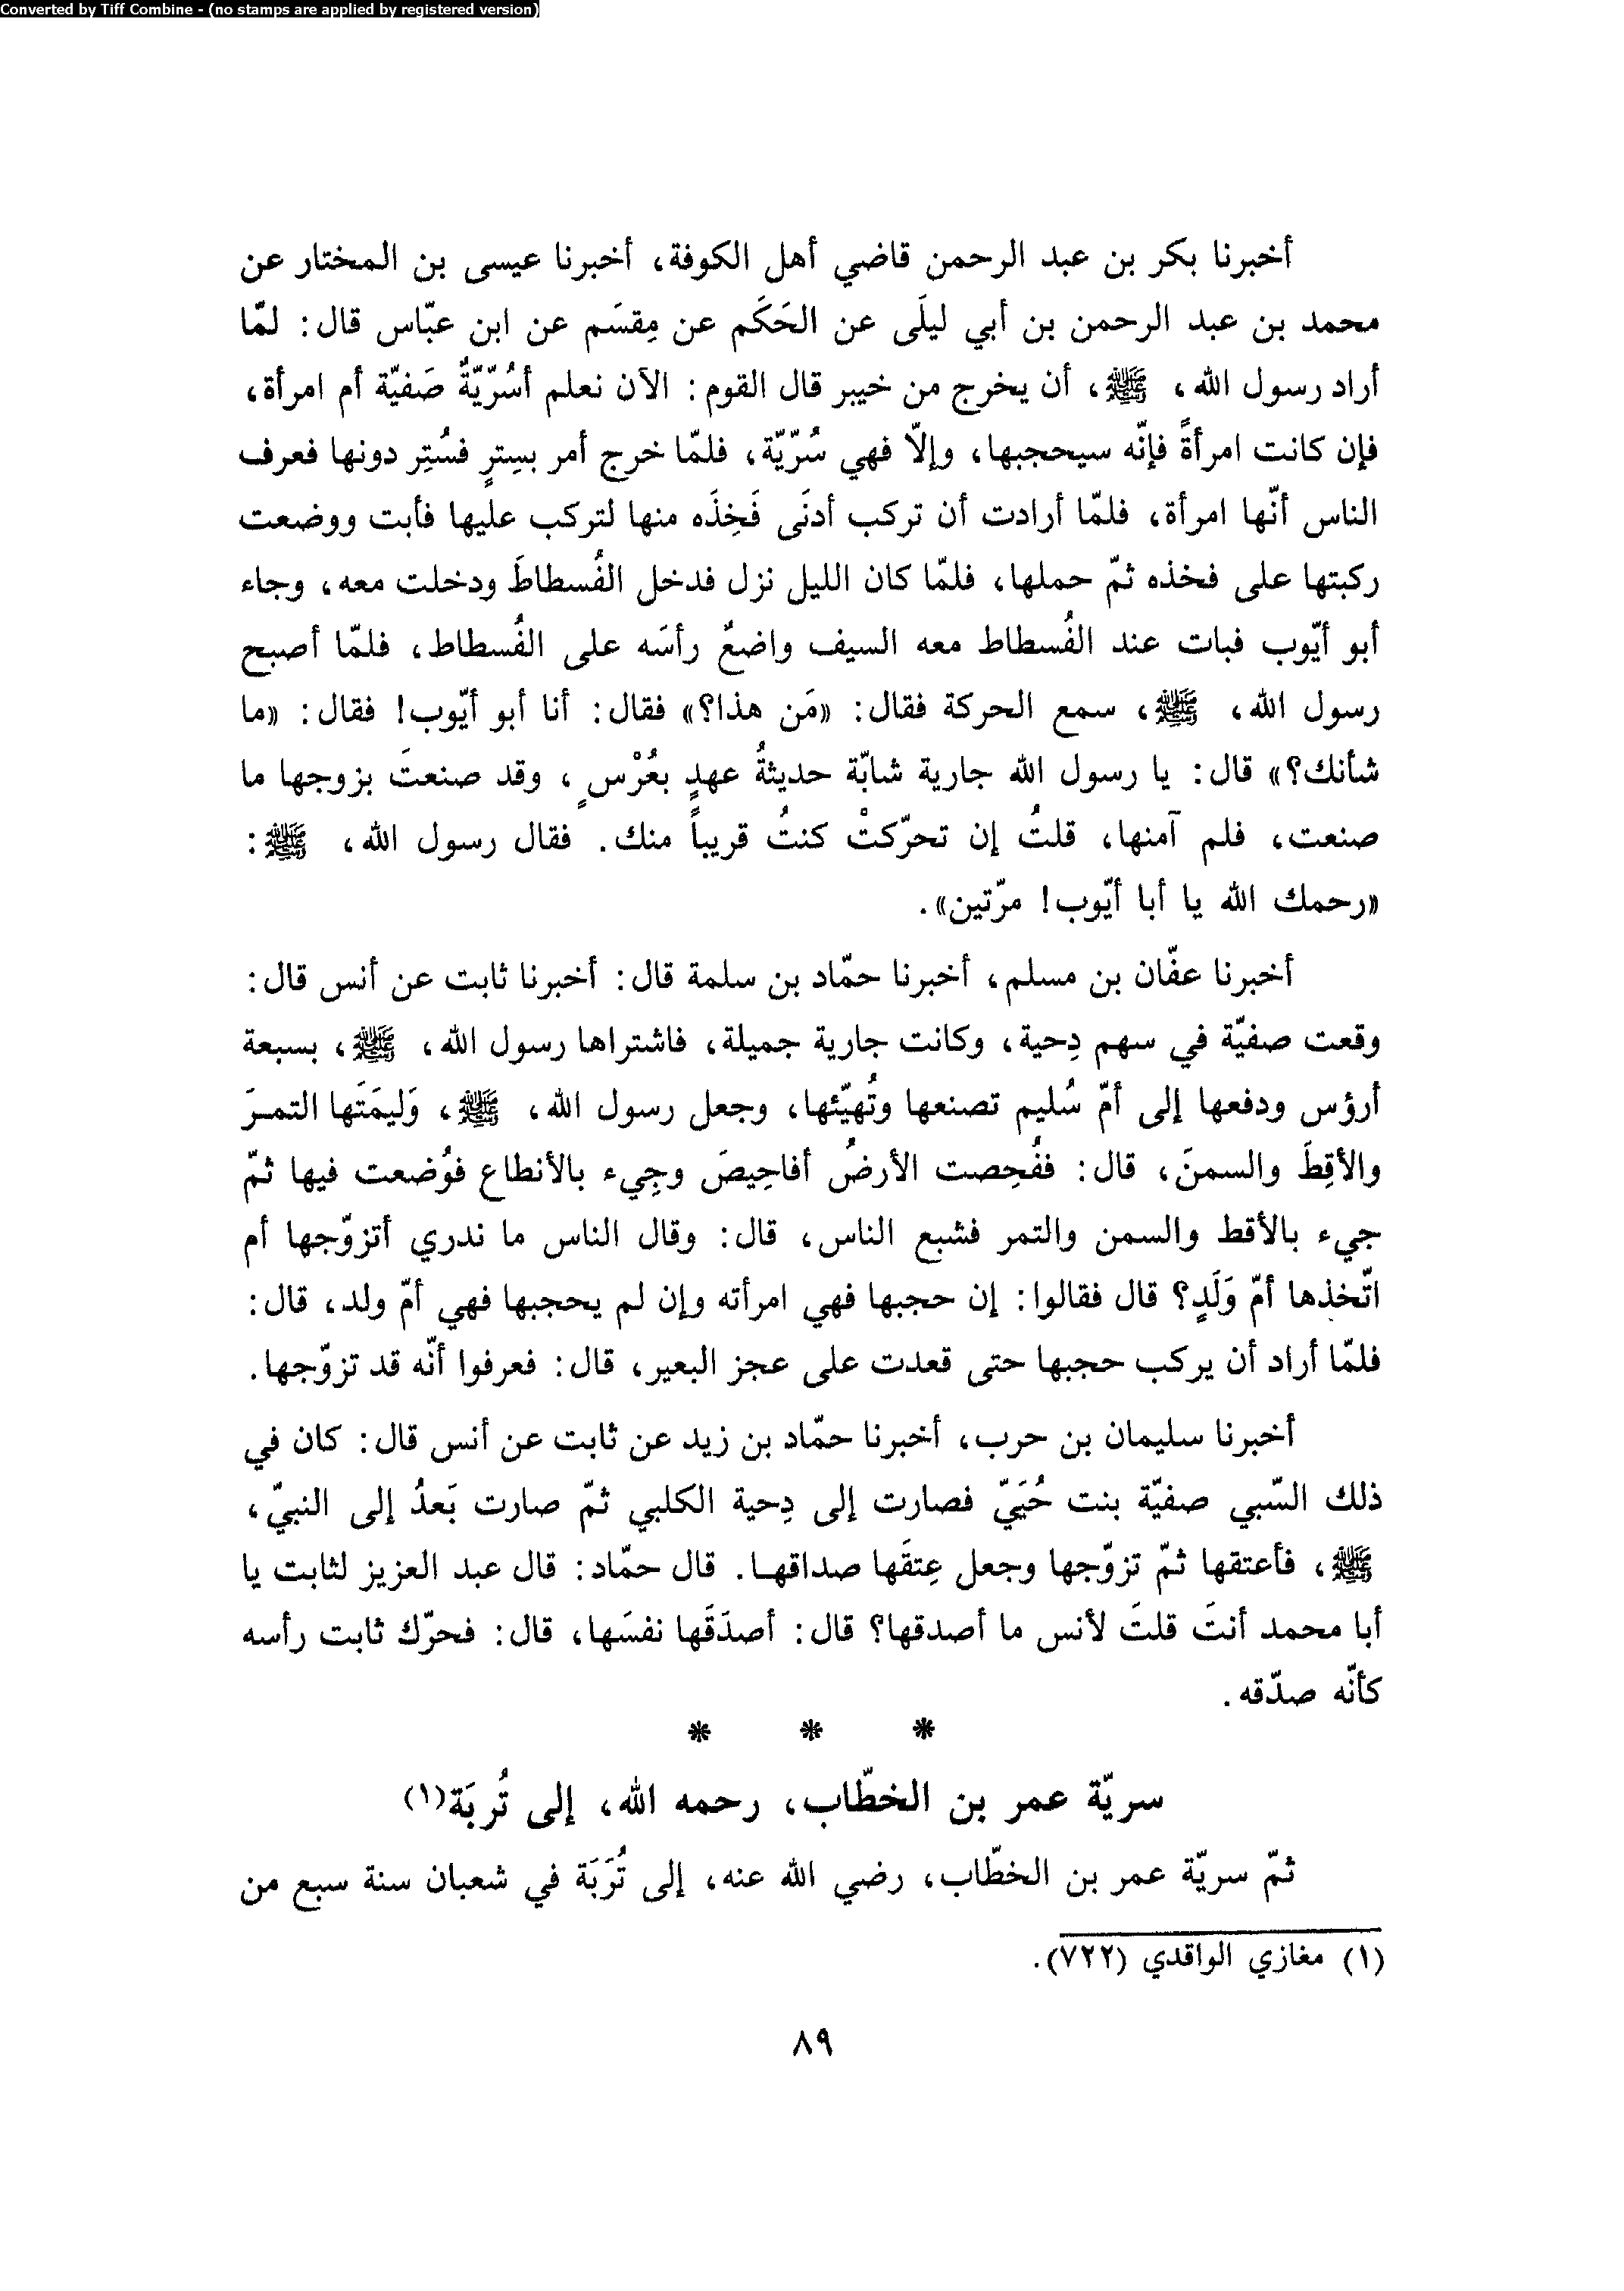 Converted by Tiff Combine - (no stamps are applied by registered version)
أخبرنا بكر بن عبد الرحمن قاضي أهل الكوفة، أخبرنا عيسى بن المختار عن
محمد بن عبد الرحمن بن أبي ليلَى عن الحَكَم عن مِقسَم عن ابن عبّاس قال: لمّا
أراد رسول الله، ﷺ، أن يخرج من خيبر قال القوم: الآن نعلم أسُرّيّةٌ صَفيّة أم امرأة،
فإن كانت امرأةً فإنّه سيحجبها، وإلّا فهي سُرّيّة، فلمّا خرج أمر بسِترٍ فسُتِر دونها فعرف
الناس أنّها امرأة، فلمّا أرادت أن تركب أدنَى فَخِذَه منها لتركب عليها فأبت ووضعت
ركبتها على فخذه ثمّ حملها، فلمّا كان الليل نزل فدخل الفُسطاطَ ودخلت معه، وجاء
أبو أيّوب فبات عند الفُسطاط معه السيف واضعٌ رأسَه على الفُسطاط، فلمّا أصبح
رسول الله، ﷺ، سمع الحركة فقال: «مَن هذا؟» فقال: أنا أبو أيّوب! فقال: «ما
شأنك؟» قال: يا رسول الله جارية شابّة حديثةُ عهدٍ بعُرْسٍ، وقد صنعتَ بزوجها ما
صنعت، فلم آمنها، قلتُ إن تحرّكتْ كنتُ قريباً منك. فقال رسول الله، ﷺ:
«رحمك الله يا أبا أيّوب! مرّتين».
أخبرنا عفّان بن مسلم، أخبرنا حمّاد بن سلمة قال: أخبرنا ثابت عن أنس قال:
وقعت صفيّة في سهم دِحية، وكانت جارية جميلة، فاشتراها رسول الله، ﷺ، بسبعة
أرؤس ودفعها إلى أمّ سُليم تصنعها وتُهيّئها، وجعل رسول الله، ﷺ، وَليمَتَها التمرَ
والأقِطَ والسمنَ، قال: ففُحِصت الأرضُ أفاحِيصَ وجِيء بالأنطاع فوُضعت فيها ثمّ
جيء بالأقط والسمن والتمر فشبع الناس، قال: وقال الناس ما ندري أتزوّجها أم
اتّخذها أمّ وَلَدٍ؟ قال فقالوا: إن حجبها فهي امرأته وإن لم يحجبها فهي أمّ ولد، قال:
فلمّا أراد أن يركب حجبها حتى قعدت على عجز البعير، قال: فعرفوا أنّه قد تزوّجها.
أخبرنا سليمان بن حرب، أخبرنا حمّاد بن زيد عن ثابت عن أنس قال: كان في
ذلك السّبي صفيّة بنت حُيَيّ فصارت إلى دِحية الكلبي ثمّ صارت بَعدُ إلى النبيّ،
ﷺ، فأعتقها ثمّ تزوّجها وجعل عِتقَها صداقهـا. قال حمّاد: قال عبد العزيز لثابت يا
أبا محمد أنتَ قلتَ لأنس ما أصدقها؟ قال: أصدَقَها نفسَها، قال: فحرّك ثابت رأسه
كأنّه صدّقه.
* * *
سريّة عمر بن الخطّاب، رحمه الله، إلى تُربَة(١)
ثمّ سريّة عمر بن الخطّاب، رضي الله عنه، إلى تُرَبَة في شعبان سنة سبع من
(١) مغازي الواقدي (٧٢٢).
٨٩